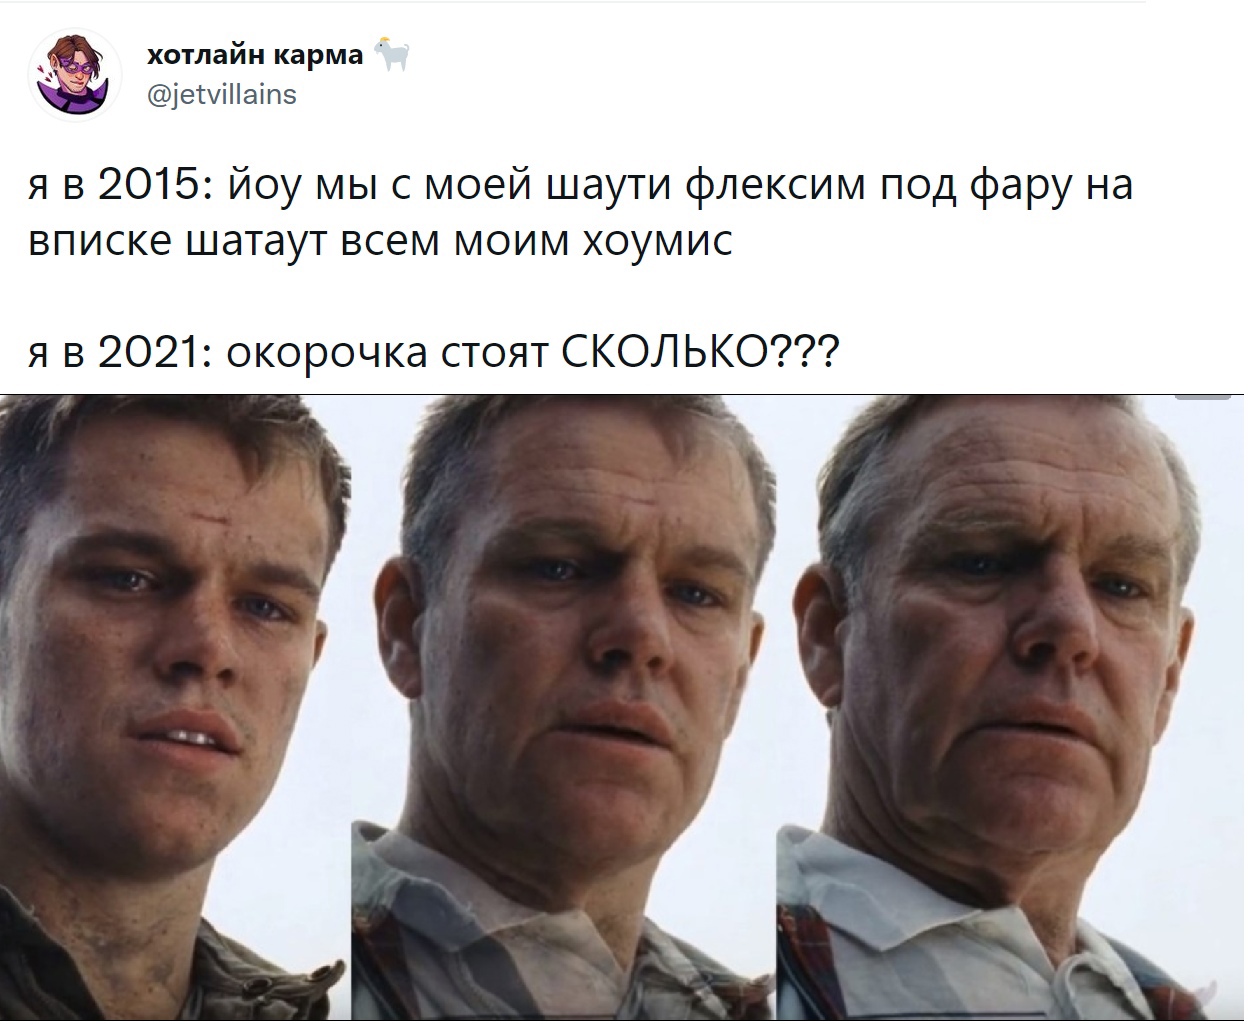 хотлайн карма
@jetvillains
я в 2015: йоу мы с моей шаути флексим под фару на
вписке шатаут всем моим хоумис
я в 2021: окорочка стоят СКОЛЬКО???